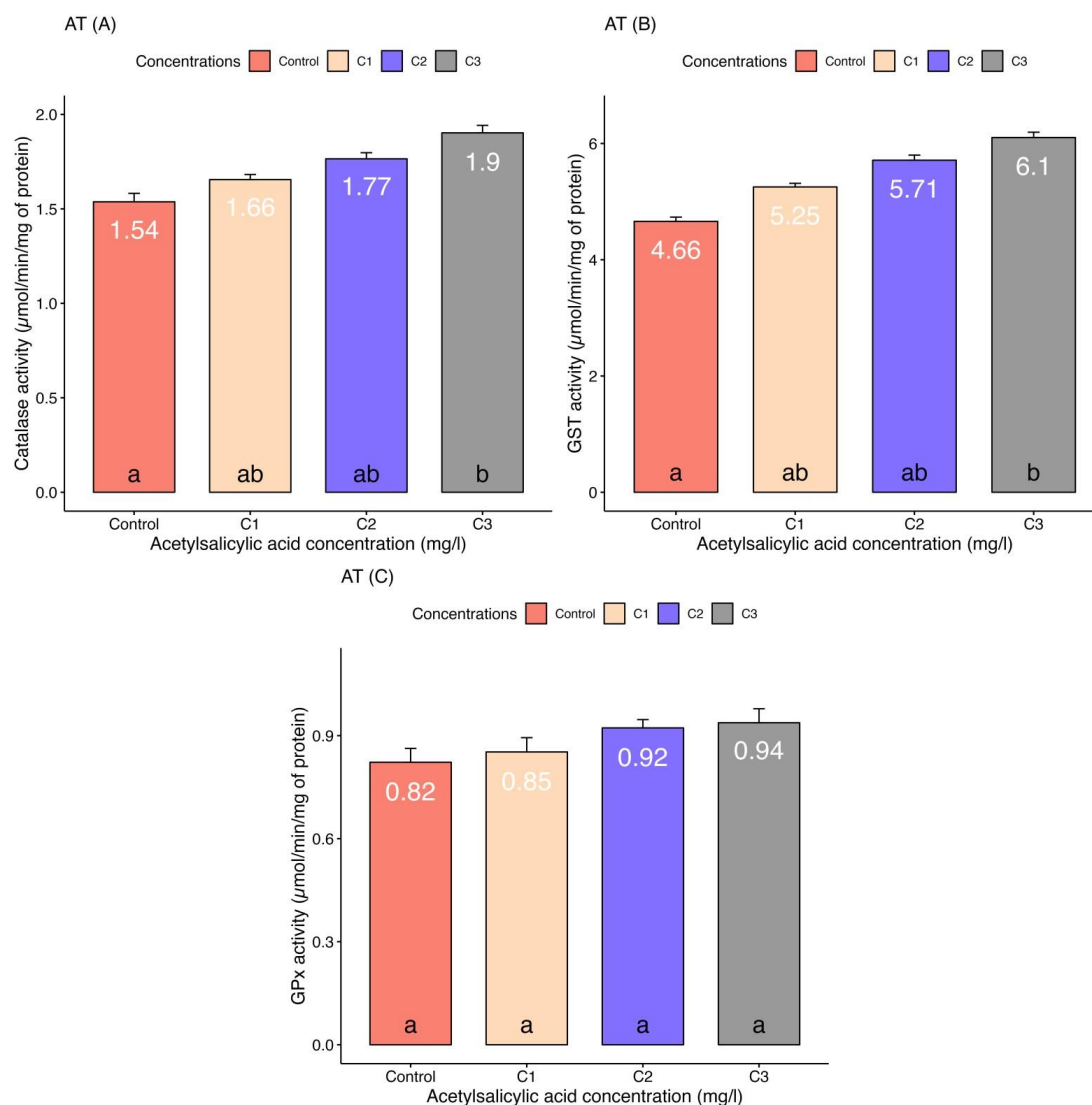 AT (A)
Concentrations Control C1 C2 C3
Catalase activity (µmol/min/mg of protein)
2.0
1.5
1.0
0.5
0.0
1.54
1.66
1.77
1.9
a
ab
ab
b
Control C1 C2 C3
Acetylsalicylic acid concentration (mg/l)
AT (B)
Concentrations Control C1 C2 C3
GST activity (µmol/min/mg of protein)
6
4
2
0
4.66
5.25
5.71
6.1
a
ab
ab
b
Control C1 C2 C3
Acetylsalicylic acid concentration (mg/l)
AT (C)
Concentrations Control C1 C2 C3
GPx activity (µmol/min/mg of protein)
0.9
0.6
0.3
0.0
0.82
0.85
0.92
0.94
a
a
a
a
Control C1 C2 C3
Acetylsalicylic acid concentration (mg/l)